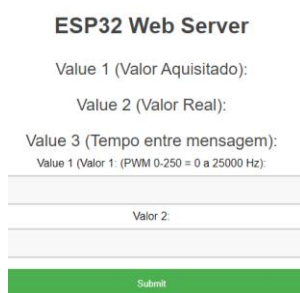 ESP32 Web Server
Value 1 (Valor Aquisitado):
Value 2 (Valor Real):
Value 3 (Tempo entre mensagem):
Value 1 (Valor 1: (PWM 0-250 = 0 a 25000 Hz):
Valor 2:
Submit